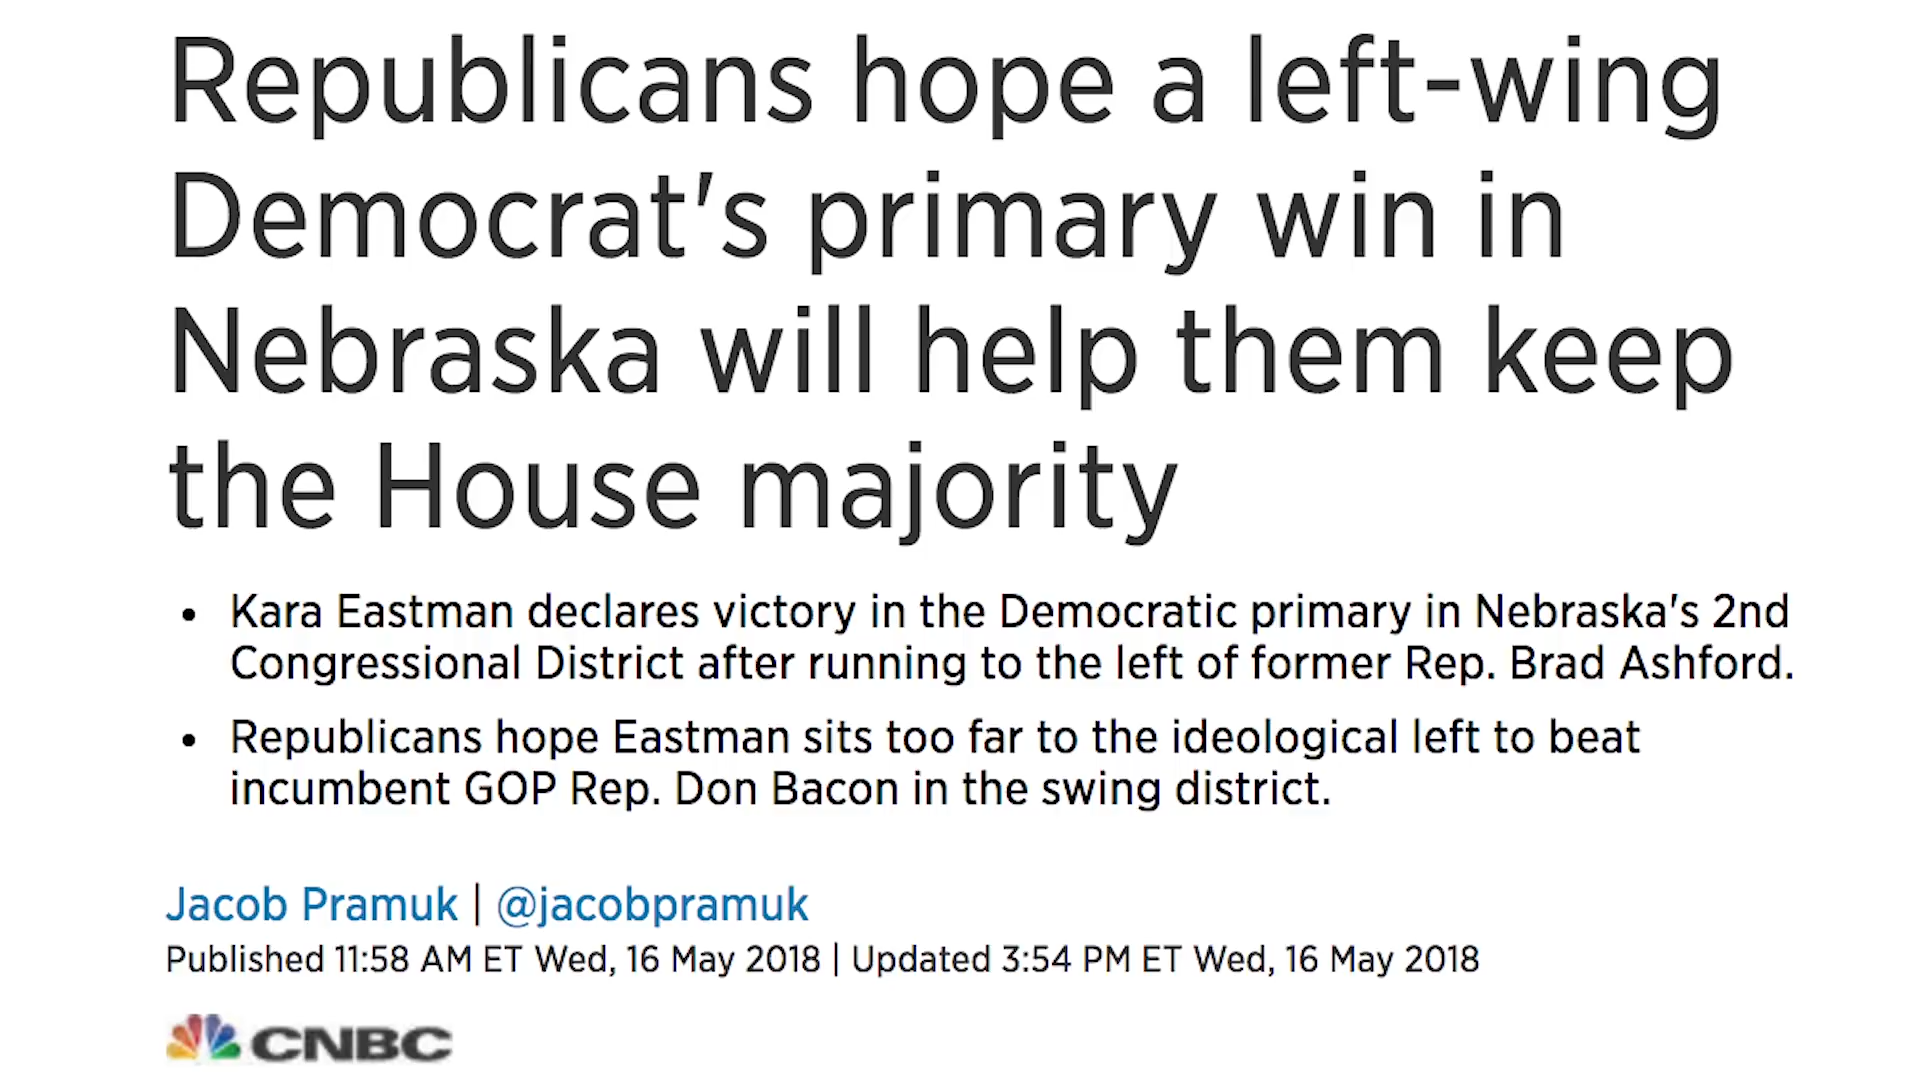 Republicans hope a left-wing
Democrat's primary win in
Nebraska will help them keep
the House majority
• Kara Eastman declares victory in the Democratic primary in Nebraska's 2nd
Congressional District after running to the left of former Rep. Brad Ashford.
• Republicans hope Eastman sits too far to the ideological left to beat
incumbent GOP Rep. Don Bacon in the swing district.
Jacob Pramuk | @jacobpramuk
Published 11:58 AM ET Wed, 16 May 2018 | Updated 3:54 PM ET Wed, 16 May 2018
CNBC